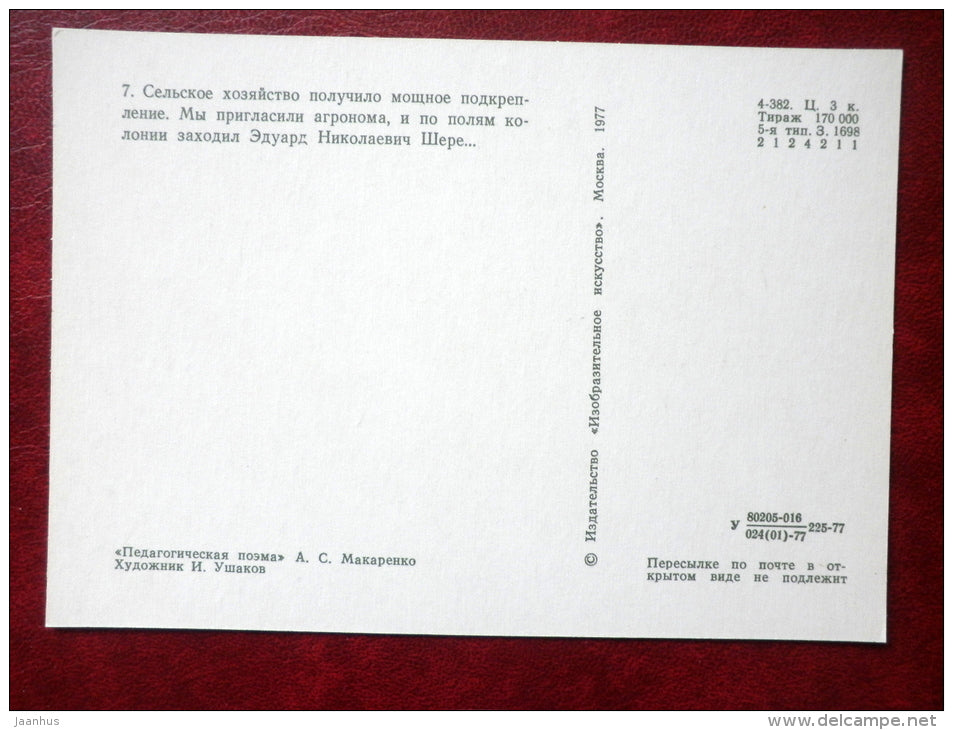 7. Сельское хозяйство получило мощное подкреп-
ление. Мы пригласили агронома, и по полям ко-
лонии заходил Эдуард Николаевич Шере...
«Педагогическая поэма» А. С. Макаренко
Художник И. Ушаков
© Издательство «Изобразительное искусство». Москва. 1977
4-382. Ц. 3 к.
Тираж 170 000
5-я тип. З. 1698
2 1 2 4 2 1 1
У 80205-016
024(01)-77 225-77
Пересылке по почте в от-
крытом виде не подлежит
Jaanhus
www.delcampe.net